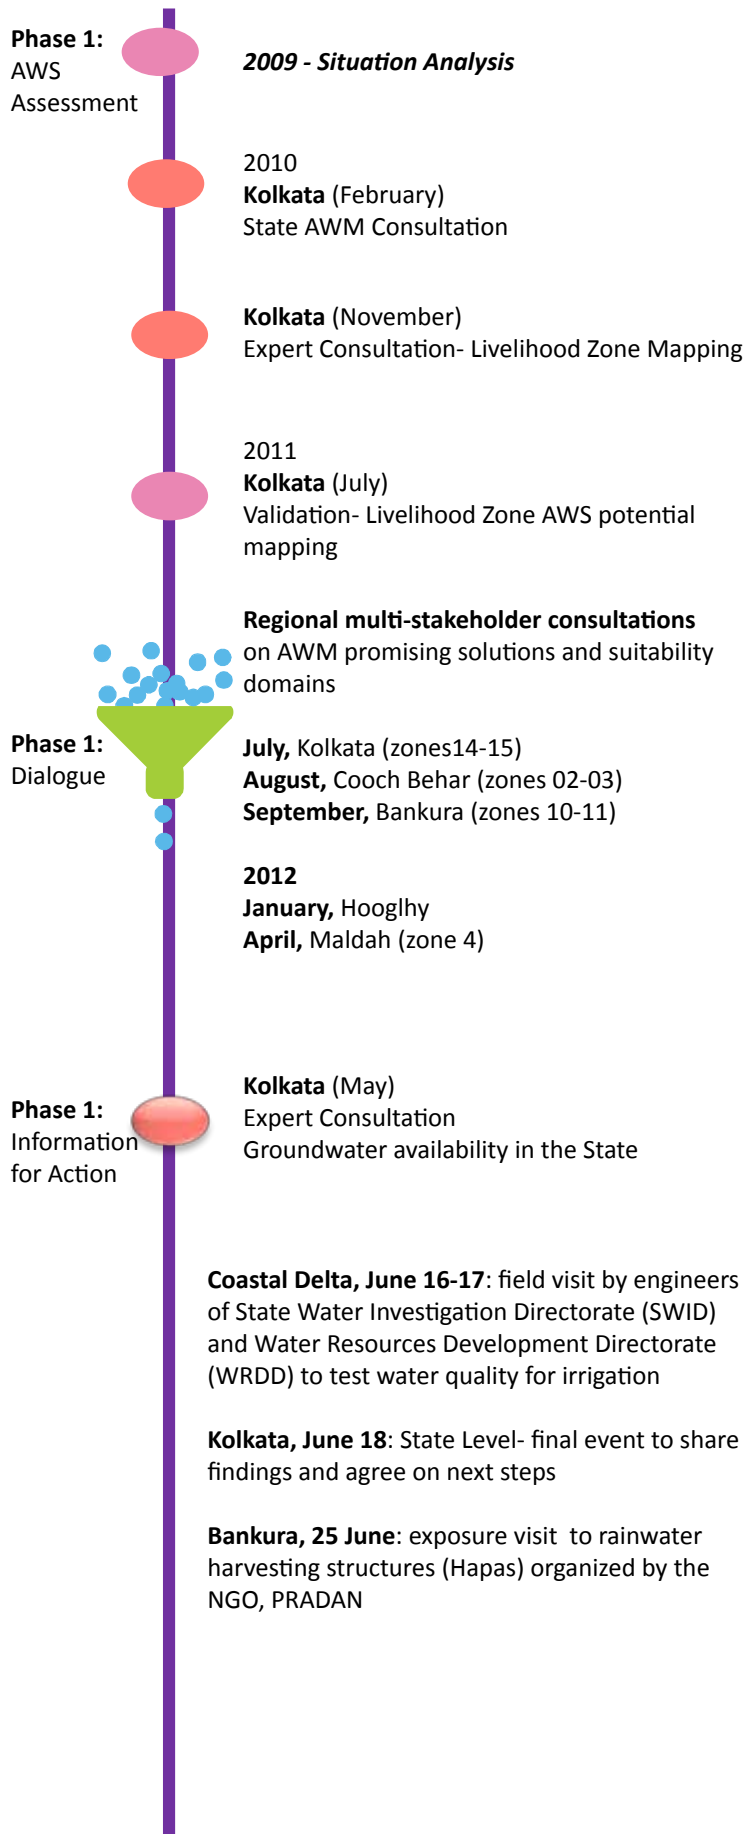 Phase 1:
AWS
Assessment
2009 - Situation Analysis
2010
Kolkata (February)
State AWM Consultation
Kolkata (November)
Expert Consultation- Livelihood Zone Mapping
2011
Kolkata (July)
Validation- Livelihood Zone AWS potential
mapping
Regional multi-stakeholder consultations
on AWM promising solutions and suitability
domains
Phase 1:
Dialogue
July, Kolkata (zones14-15)
August, Cooch Behar (zones 02-03)
September, Bankura (zones 10-11)
2012
January, Hooglhy
April, Maldah (zone 4)
Phase 1:
Information
for Action
Kolkata (May)
Expert Consultation
Groundwater availability in the State
Coastal Delta, June 16-17: field visit by engineers
of State Water Investigation Directorate (SWID)
and Water Resources Development Directorate
(WRDD) to test water quality for irrigation
Kolkata, June 18: State Level- final event to share
findings and agree on next steps
Bankura, 25 June: exposure visit  to rainwater
harvesting structures (Hapas) organized by the
NGO, PRADAN